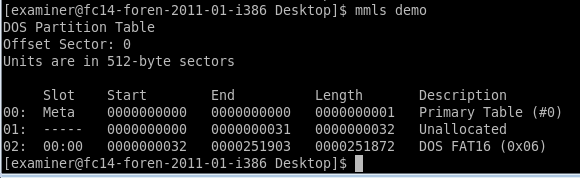 [examiner@fc14-foren-2011-01-i386 Desktop]$ mmls demo
DOS Partition Table
Offset Sector: 0
Units are in 512-byte sectors
Slot Start End Length Description
00: Meta 0000000000 0000000000 0000000001 Primary Table (#0)
01: ----- 0000000000 0000000031 0000000032 Unallocated
02: 00:00 0000000032 0000251903 0000251872 DOS FAT16 (0x06)
[examiner@fc14-foren-2011-01-i386 Desktop]$